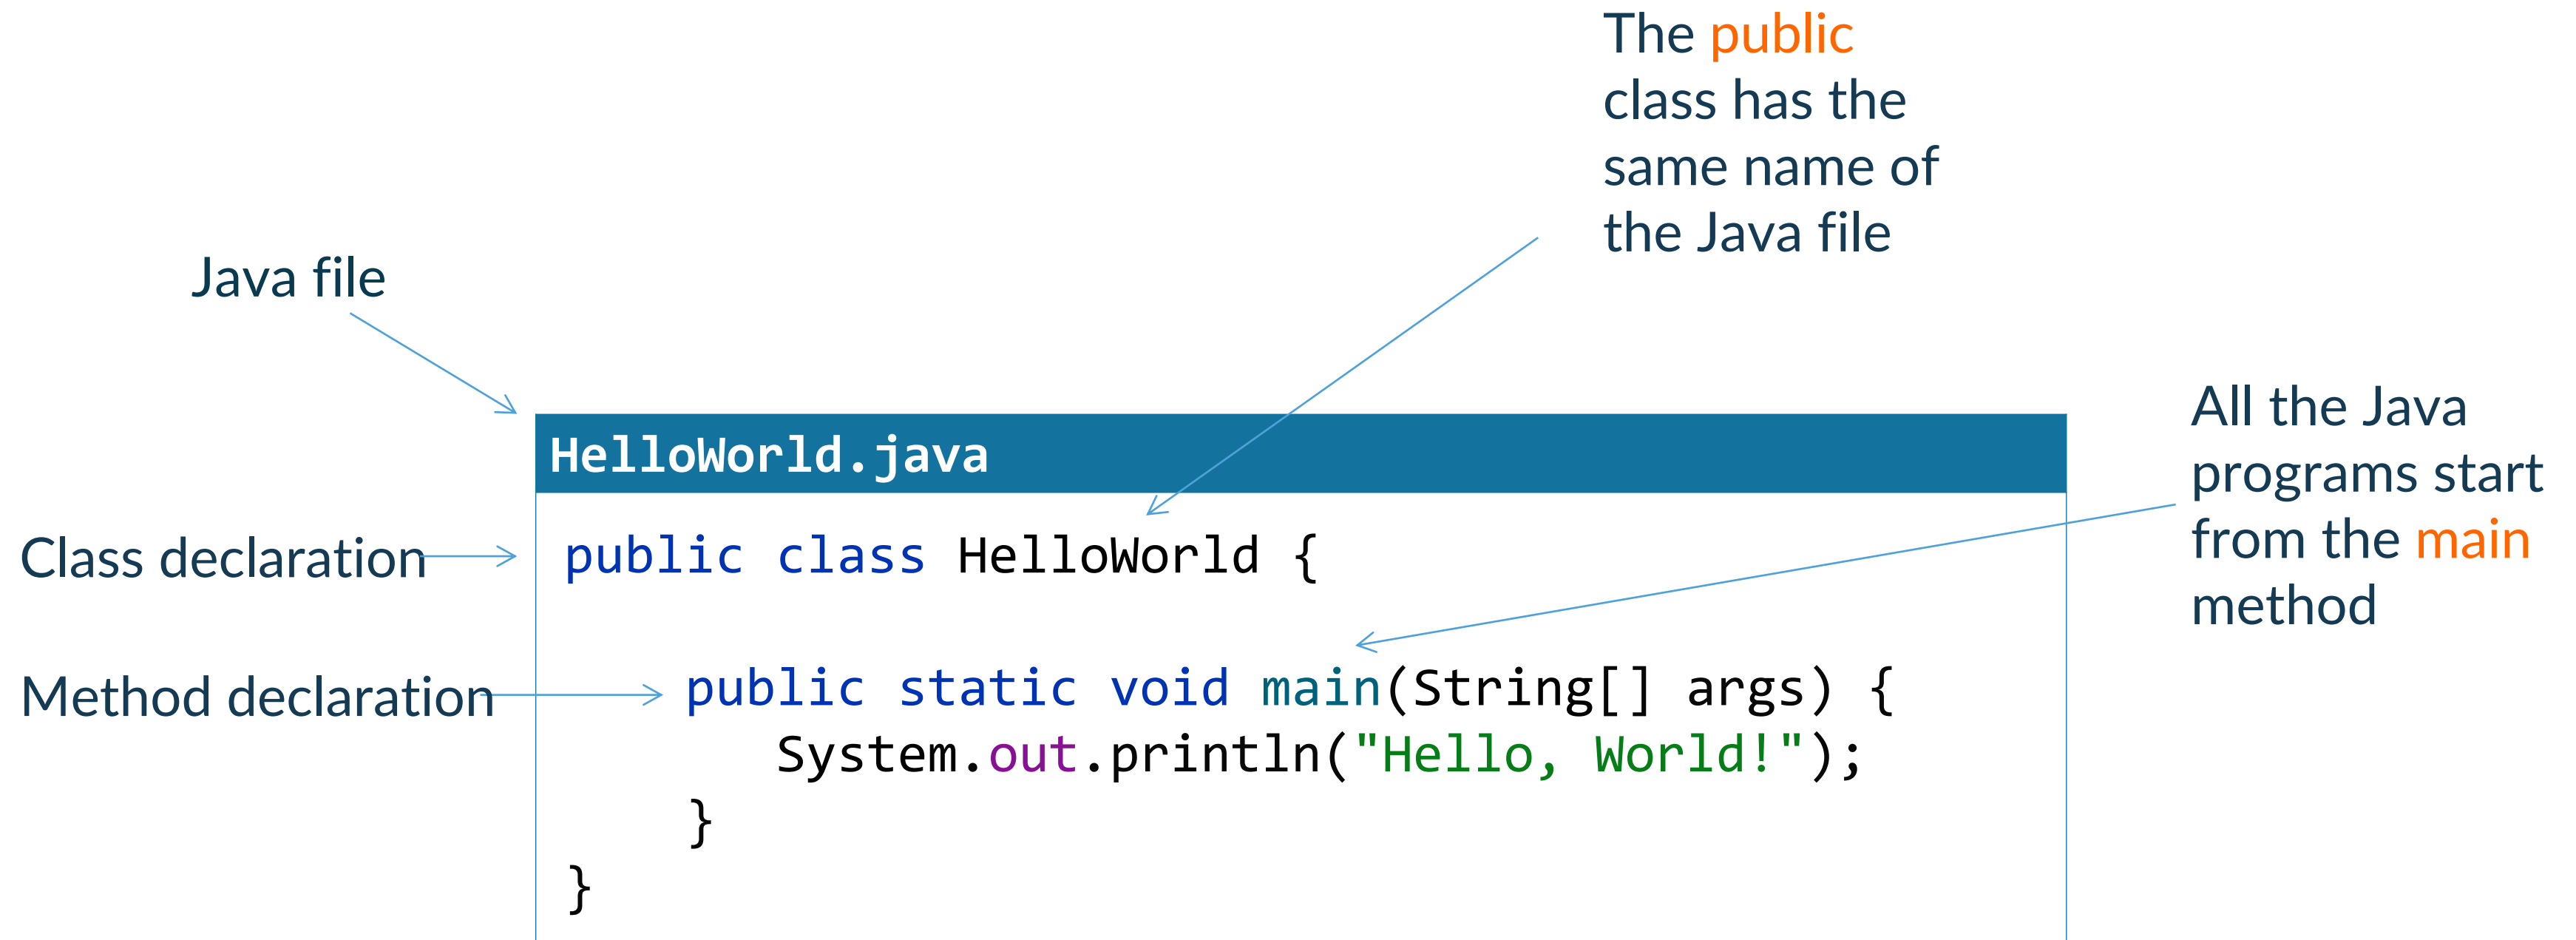 The public
class has the
same name of
the Java file
Java file
All the Java
programs start
from the main
method
HelloWorld.java
Class declaration
public class HelloWorld {
Method declaration
public static void main(String[] args) {
System.out.println("Hello, World!");
}
}